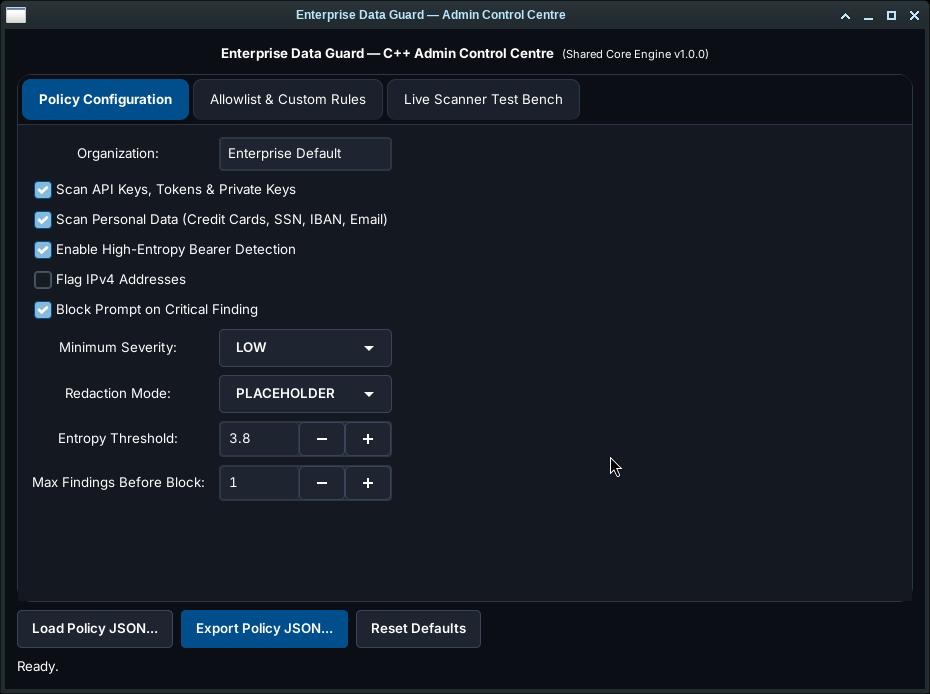 Enterprise Data Guard — Admin Control Centre
Enterprise Data Guard — C++ Admin Control Centre (Shared Core Engine v1.0.0)
Policy Configuration Allowlist & Custom Rules Live Scanner Test Bench
Organization: Enterprise Default
Scan API Keys, Tokens & Private Keys
Scan Personal Data (Credit Cards, SSN, IBAN, Email)
Enable High-Entropy Bearer Detection
Flag IPv4 Addresses
Block Prompt on Critical Finding
Minimum Severity: LOW
Redaction Mode: PLACEHOLDER
Entropy Threshold: 3.8 − +
Max Findings Before Block: 1 − +
Load Policy JSON... Export Policy JSON... Reset Defaults
Ready.